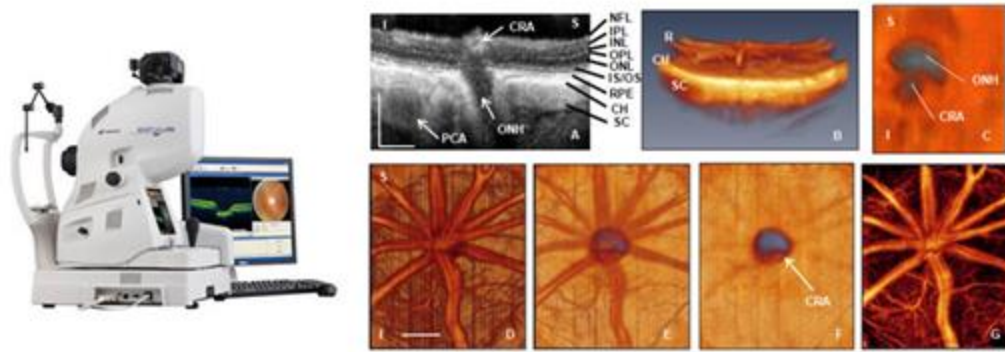 I
S
CRA
NFL
IPL
INL
OPL
ONL
IS/OS
RPE
CH
SC
PCA
ONH
A
R
CH
SC
B
S
ONH
CRA
I
C
S
I
D
E
CRA
F
G